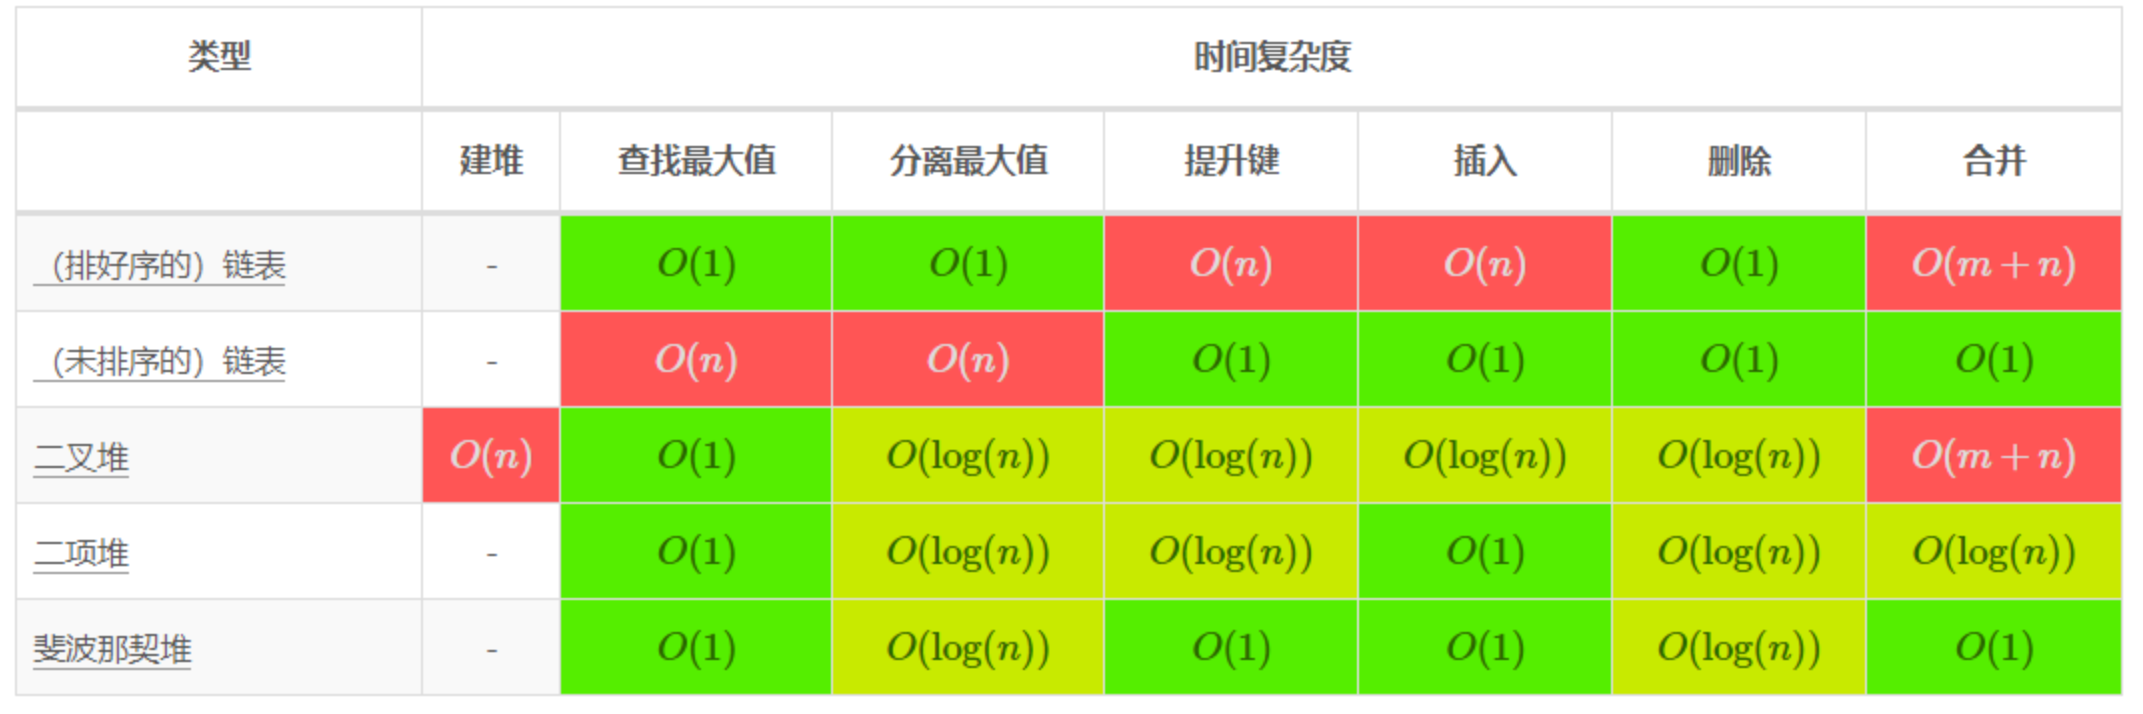 类型 时间复杂度
建堆 查找最大值 分离最大值 提升键 插入 删除 合并
（排好序的）链表 - O(1) O(1) O(n) O(n) O(1) O(m + n)
（未排序的）链表 - O(n) O(n) O(1) O(1) O(1) O(1)
二叉堆 O(n) O(1) O(log(n)) O(log(n)) O(log(n)) O(log(n)) O(m + n)
二项堆 - O(1) O(log(n)) O(log(n)) O(1) O(log(n)) O(log(n))
斐波那契堆 - O(1) O(log(n)) O(1) O(1) O(log(n)) O(1)